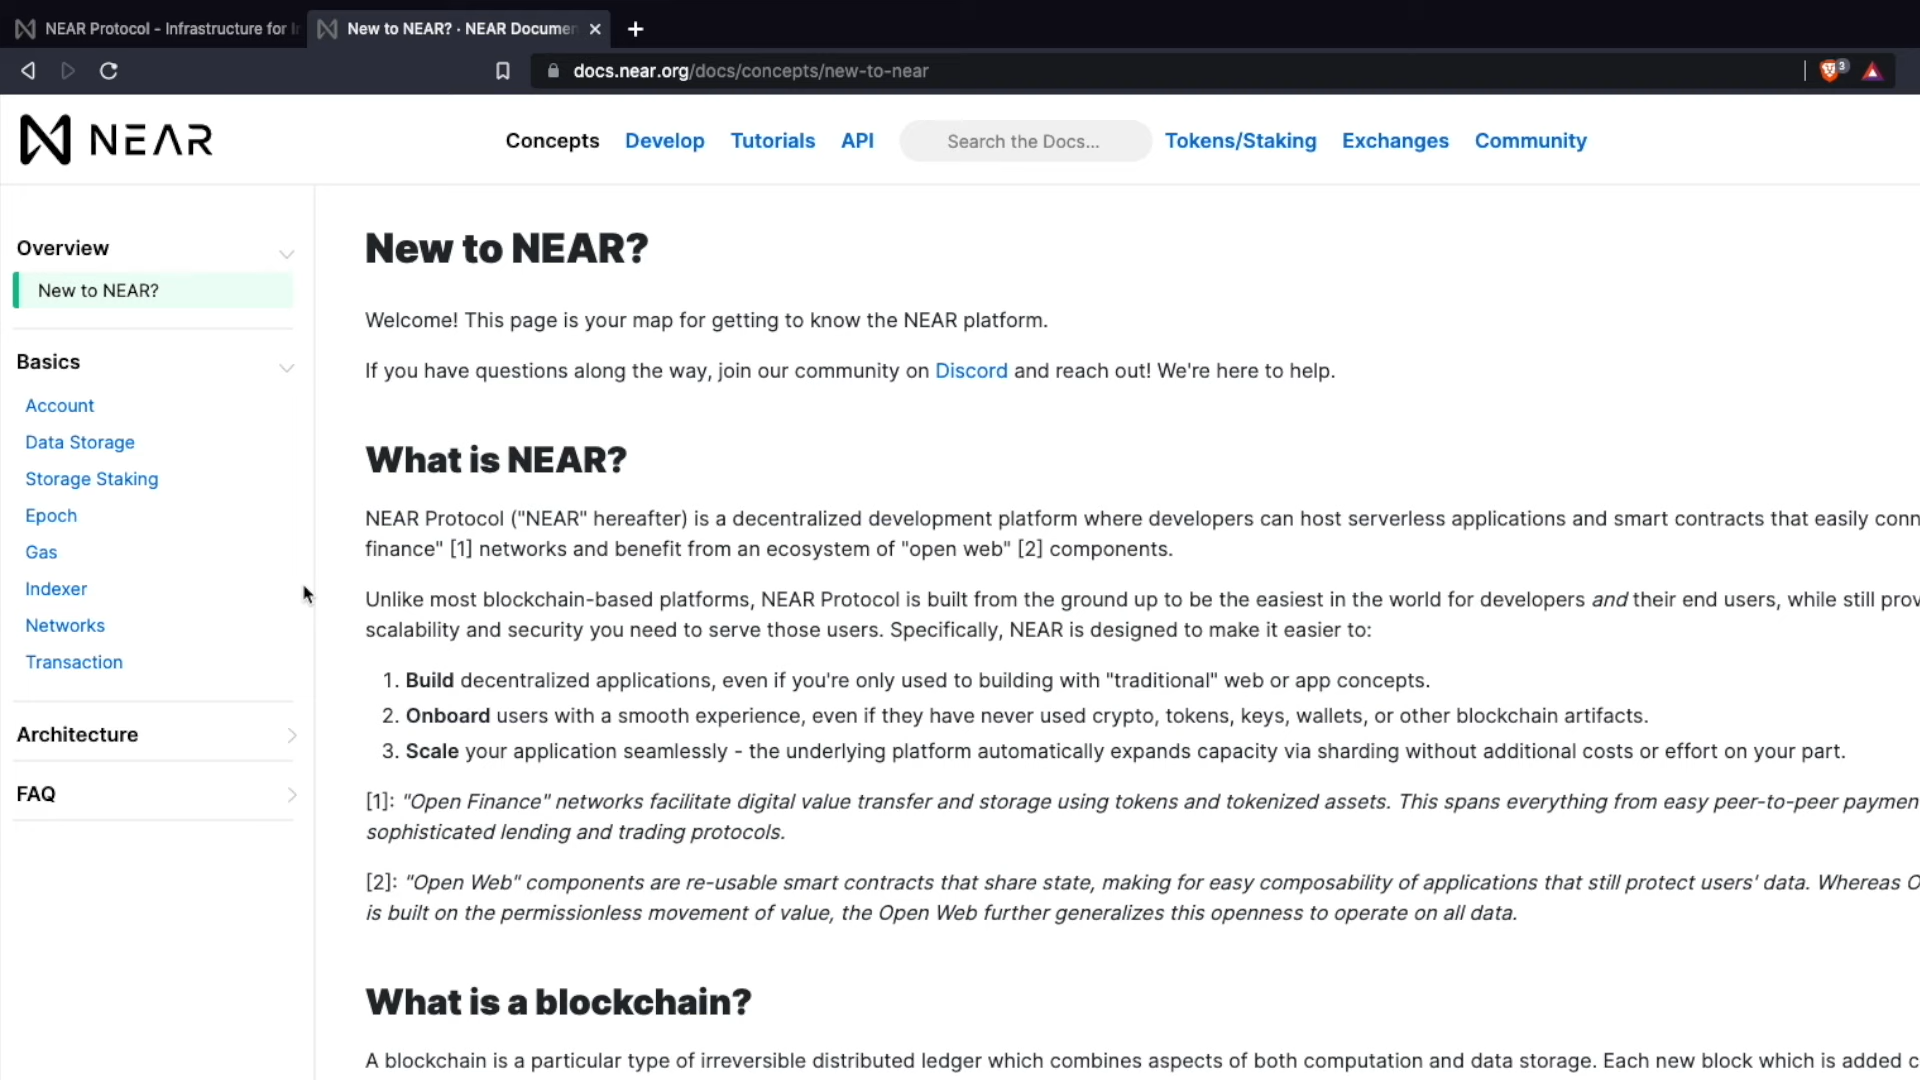 NEAR Protocol - Infrastructure for
New to NEAR? · NEAR Documen
docs.near.org/docs/concepts/new-to-near
3
NEAR
Concepts
Develop
Tutorials
API
Search the Docs...
Tokens/Staking
Exchanges
Community
Overview
New to NEAR?
Basics
Account
Data Storage
Storage Staking
Epoch
Gas
Indexer
Networks
Transaction
Architecture
FAQ
New to NEAR?
Welcome! This page is your map for getting to know the NEAR platform.
If you have questions along the way, join our community on Discord and reach out! We're here to help.
What is NEAR?
NEAR Protocol ("NEAR" hereafter) is a decentralized development platform where developers can host serverless applications and smart contracts that easily conn
finance" [1] networks and benefit from an ecosystem of "open web" [2] components.
Unlike most blockchain-based platforms, NEAR Protocol is built from the ground up to be the easiest in the world for developers and their end users, while still prov
scalability and security you need to serve those users. Specifically, NEAR is designed to make it easier to:
1. Build decentralized applications, even if you're only used to building with "traditional" web or app concepts.
2. Onboard users with a smooth experience, even if they have never used crypto, tokens, keys, wallets, or other blockchain artifacts.
3. Scale your application seamlessly - the underlying platform automatically expands capacity via sharding without additional costs or effort on your part.
[1]: "Open Finance" networks facilitate digital value transfer and storage using tokens and tokenized assets. This spans everything from easy peer-to-peer paymen
sophisticated lending and trading protocols.
[2]: "Open Web" components are re-usable smart contracts that share state, making for easy composability of applications that still protect users' data. Whereas O
is built on the permissionless movement of value, the Open Web further generalizes this openness to operate on all data.
What is a blockchain?
A blockchain is a particular type of irreversible distributed ledger which combines aspects of both computation and data storage. Each new block which is added c